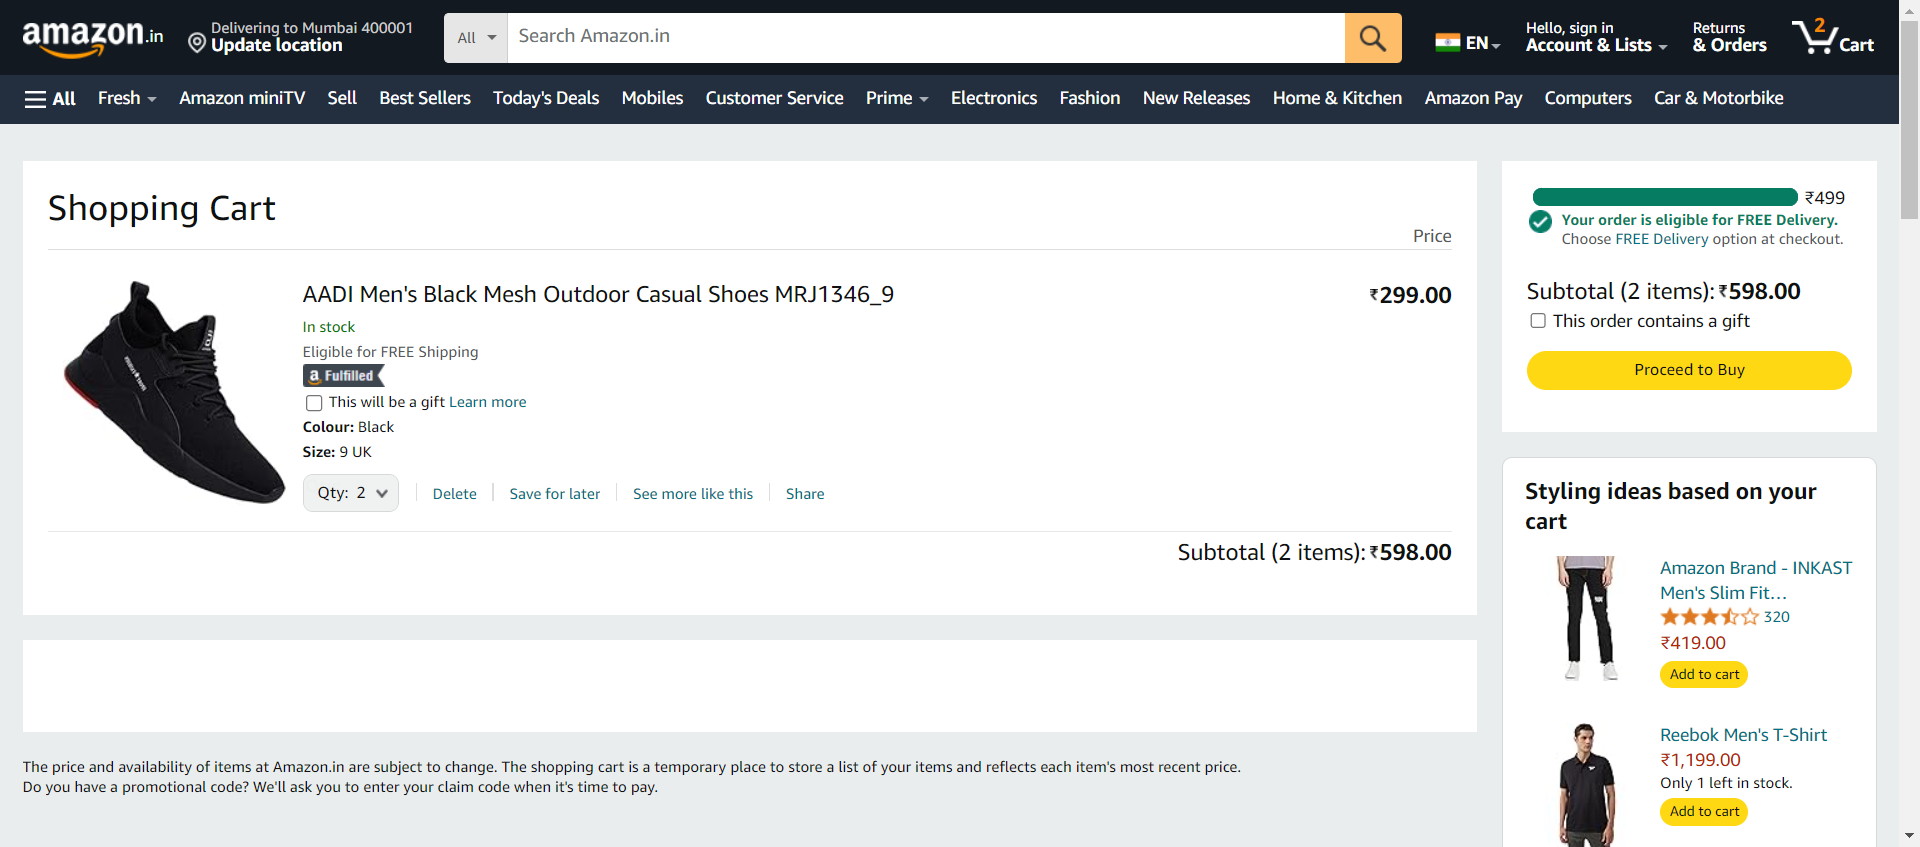 amazon.in
Delivering to Mumbai 400001
Update location
All
Search Amazon.in
EN
Hello, sign in
Account & Lists
Returns
& Orders
2
Cart
All
Fresh
Amazon miniTV
Sell
Best Sellers
Today's Deals
Mobiles
Customer Service
Prime
Electronics
Fashion
New Releases
Home & Kitchen
Amazon Pay
Computers
Car & Motorbike
Shopping Cart
Price
AADI Men's Black Mesh Outdoor Casual Shoes MRJ1346_9
₹299.00
In stock
Eligible for FREE Shipping
a Fulfilled
This will be a gift Learn more
Colour: Black
Size: 9 UK
Qty: 2
Delete
Save for later
See more like this
Share
Subtotal (2 items): ₹598.00
The price and availability of items at Amazon.in are subject to change. The shopping cart is a temporary place to store a list of your items and reflects each item's most recent price.
Do you have a promotional code? We'll ask you to enter your claim code when it's time to pay.
₹499
Your order is eligible for FREE Delivery.
Choose FREE Delivery option at checkout.
Subtotal (2 items): ₹598.00
This order contains a gift
Proceed to Buy
Styling ideas based on your
cart
Amazon Brand - INKAST
Men's Slim Fit…
320
₹419.00
Add to cart
Reebok Men's T-Shirt
₹1,199.00
Only 1 left in stock.
Add to cart